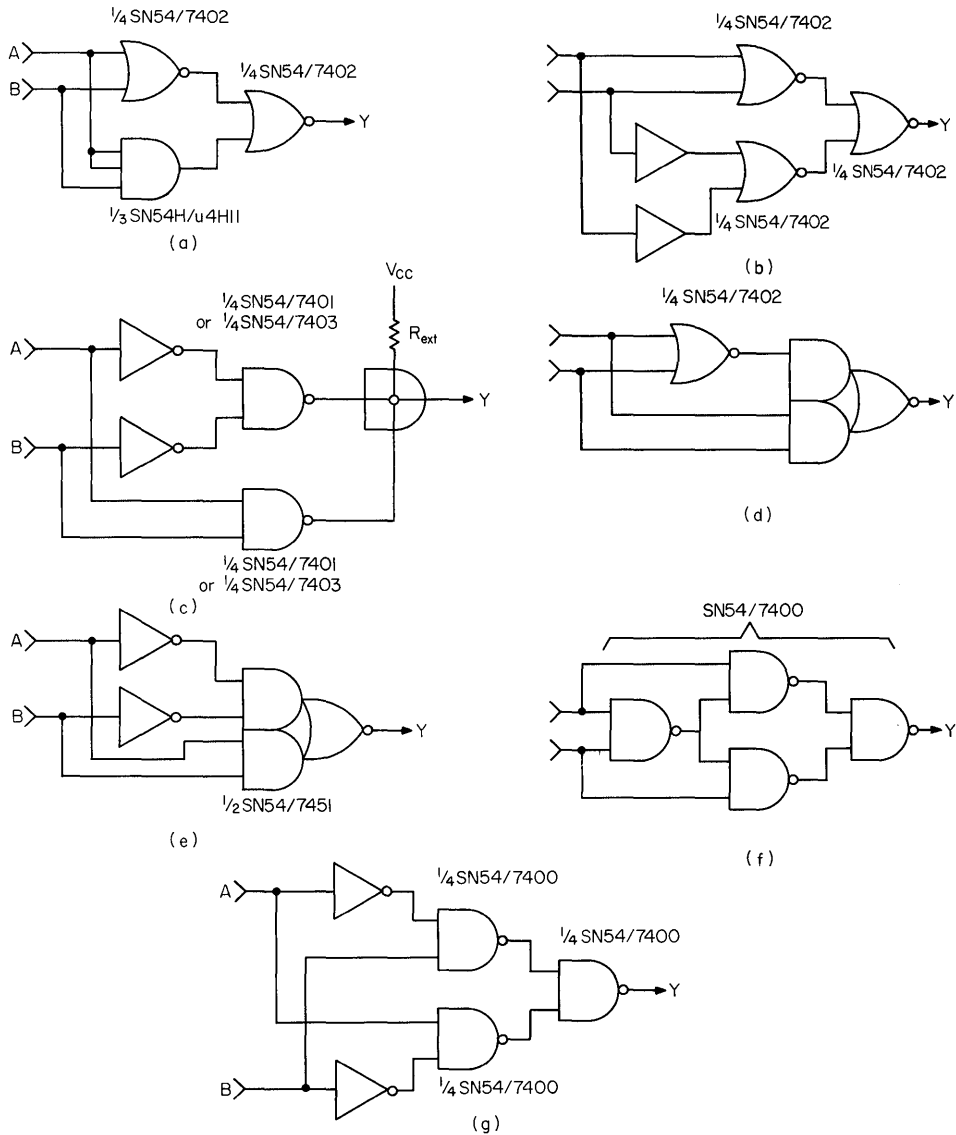 ¼ SN54/7402
A
B
¼ SN54/7402
Y
⅓ SN54H/u4H11
(a)
¼ SN54/7402
Y
¼ SN54/7402
¼ SN54/7402
(b)
VCC
¼ SN54/7401
or ¼ SN54/7403
Rext
A
Y
B
¼ SN54/7401
or ¼ SN54/7403
(c)
¼ SN54/7402
Y
(d)
A
B
Y
½ SN54/7451
(e)
SN54/7400
Y
(f)
A
¼ SN54/7400
¼ SN54/7400
Y
B
¼ SN54/7400
(g)